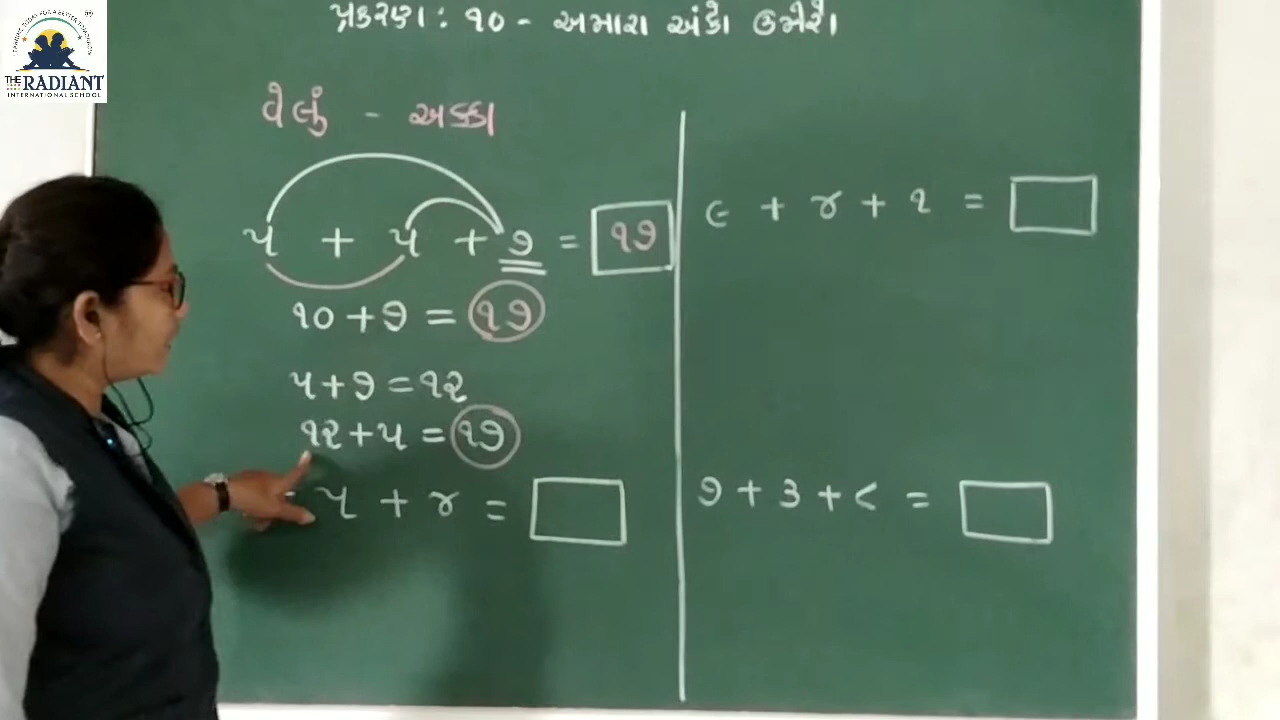 પ્રકરણ : ૧૦ - અમારા અંકો ઉમેરો
વેલું - અક્કા
૫ + ૫ + ૭ = ૧૭
૧૦ + ૭ = ૧૭
૫ + ૭ = ૧૨
૧૨ + ૫ = ૧૭
૫ + ૪ =
૯ + ૪ + ૧ =
૭ + ૩ + ૮ =
THE RADIANT
INTERNATIONAL SCHOOL